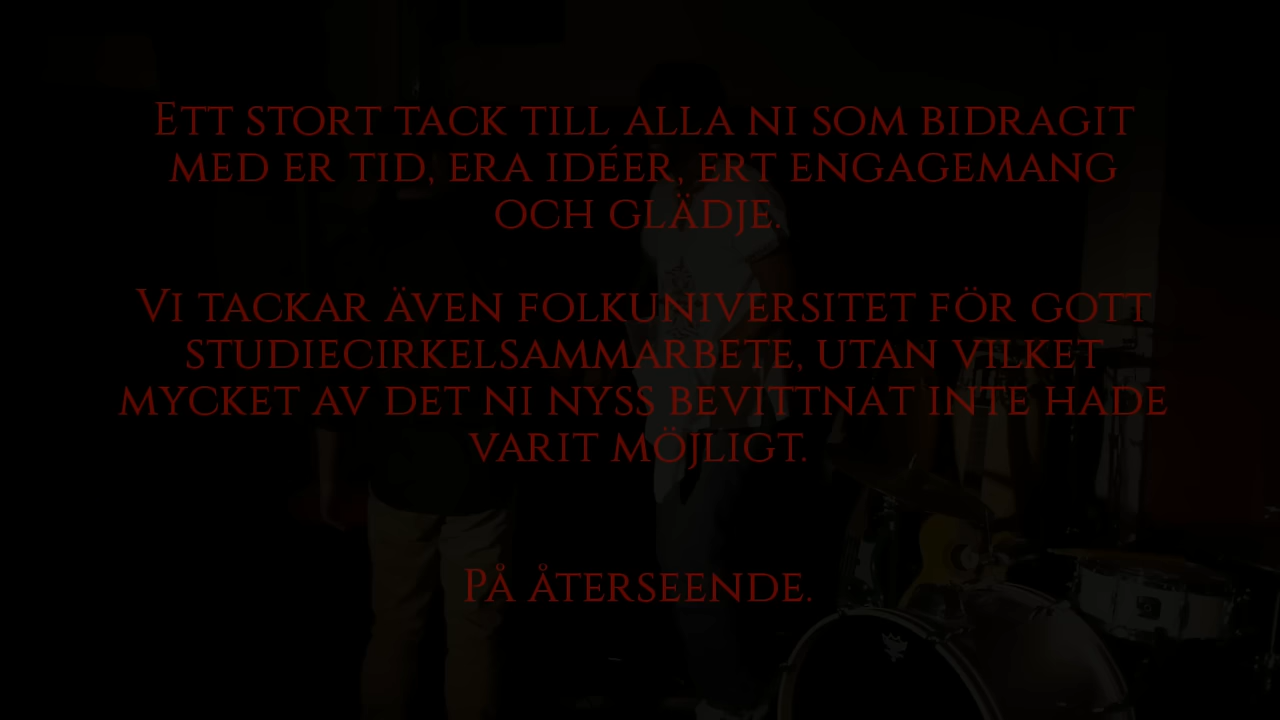 Ett stort tack till alla ni som bidragit
med er tid, era idéer, ert engagemang
och glädje.
Vi tackar även folkuniversitet för gott
studiecirkelsammarbete, utan vilket
mycket av det ni nyss bevittnat inte hade
varit möjligt.
På återseende.